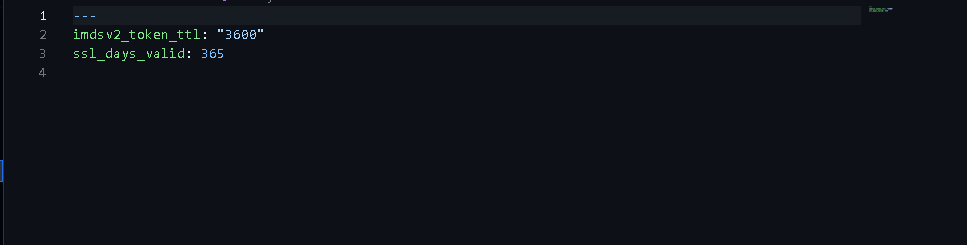 1 ---
2 imdsv2_token_ttl: "3600"
3 ssl_days_valid: 365
4